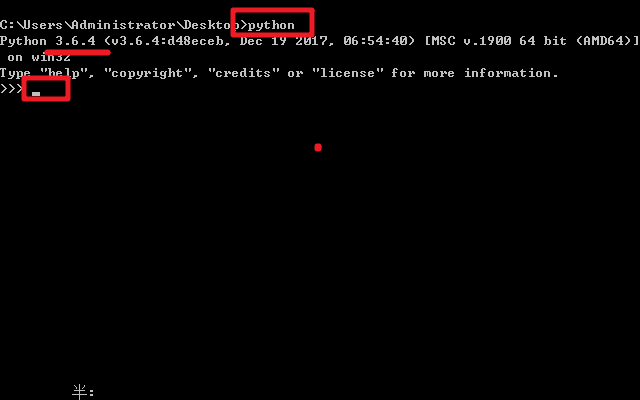 C:\Users\Administrator\Desktop>python
Python 3.6.4 (v3.6.4:d48eceb, Dec 19 2017, 06:54:40) [MSC v.1900 64 bit (AMD64)]
 on win32
Type "help", "copyright", "credits" or "license" for more information.
>>>
半: